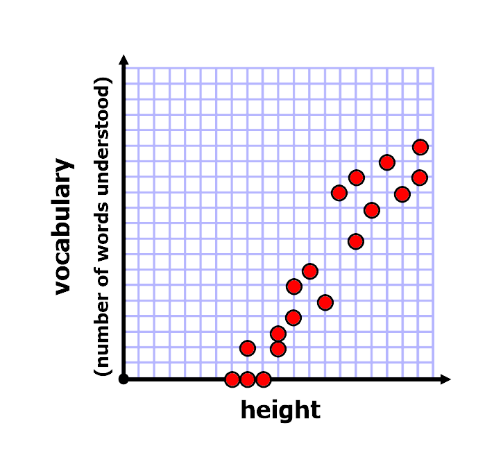 vocabulary
(number of words understood)
height